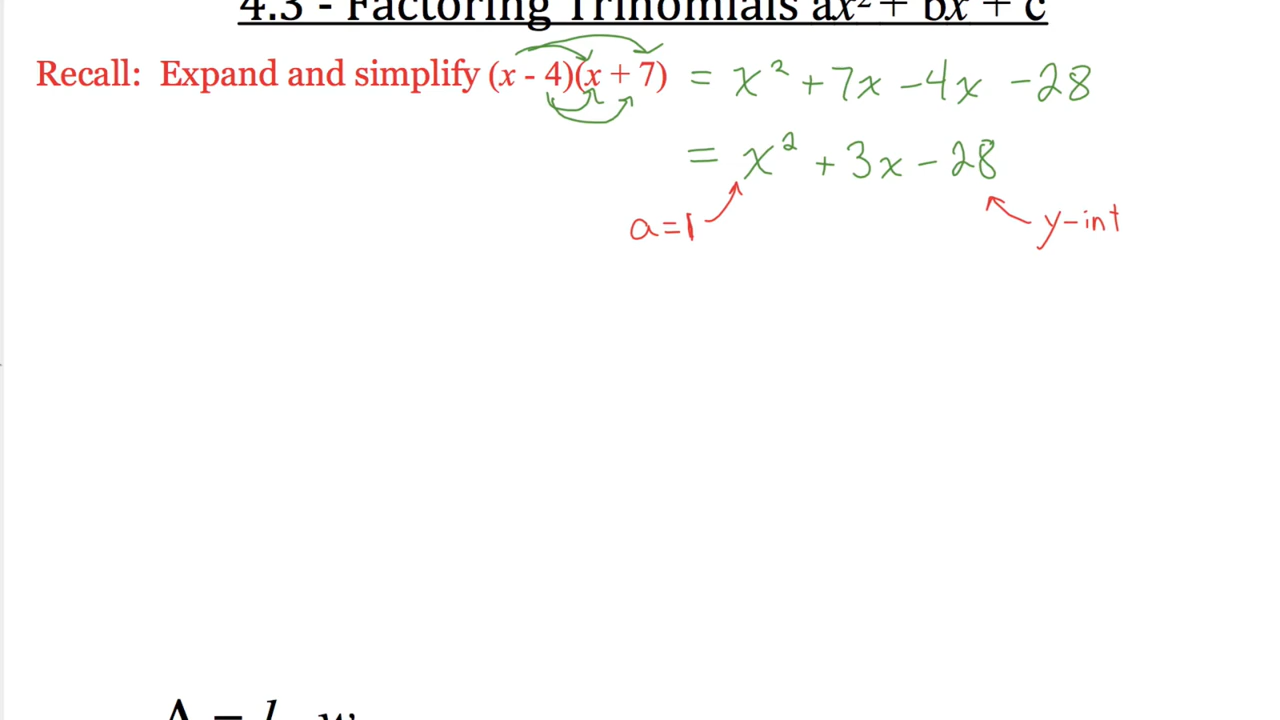 4.3 - Factoring Trinomials ax² + bx + c
Recall: Expand and simplify (x - 4)(x + 7) = x² + 7x - 4x - 28
= x² + 3x - 28
a = 1
y-int
A = l w